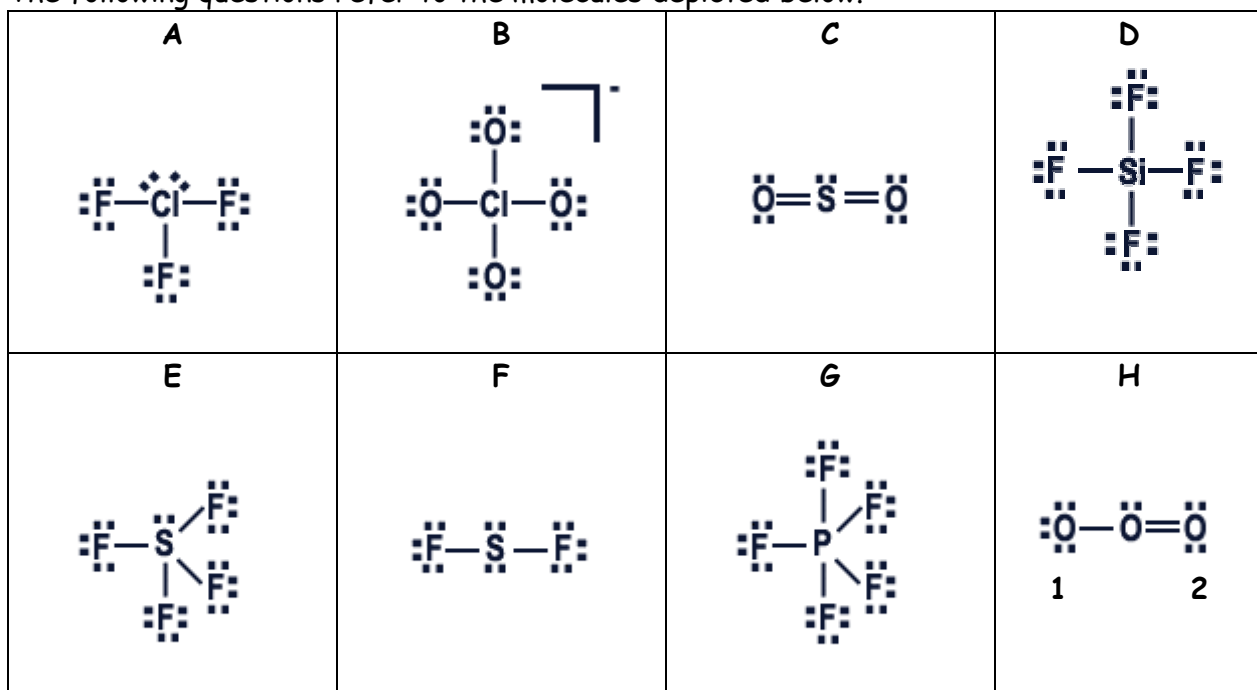 The following questions refer to the molecules depicted below.
A
B
C
D
F Cl F
F
-
O
O Cl O
O
O S O
F
F Si F
F
E
F
G
H
F
F S
F
F
F S F
F
F
F P
F
F
O O O
1 2